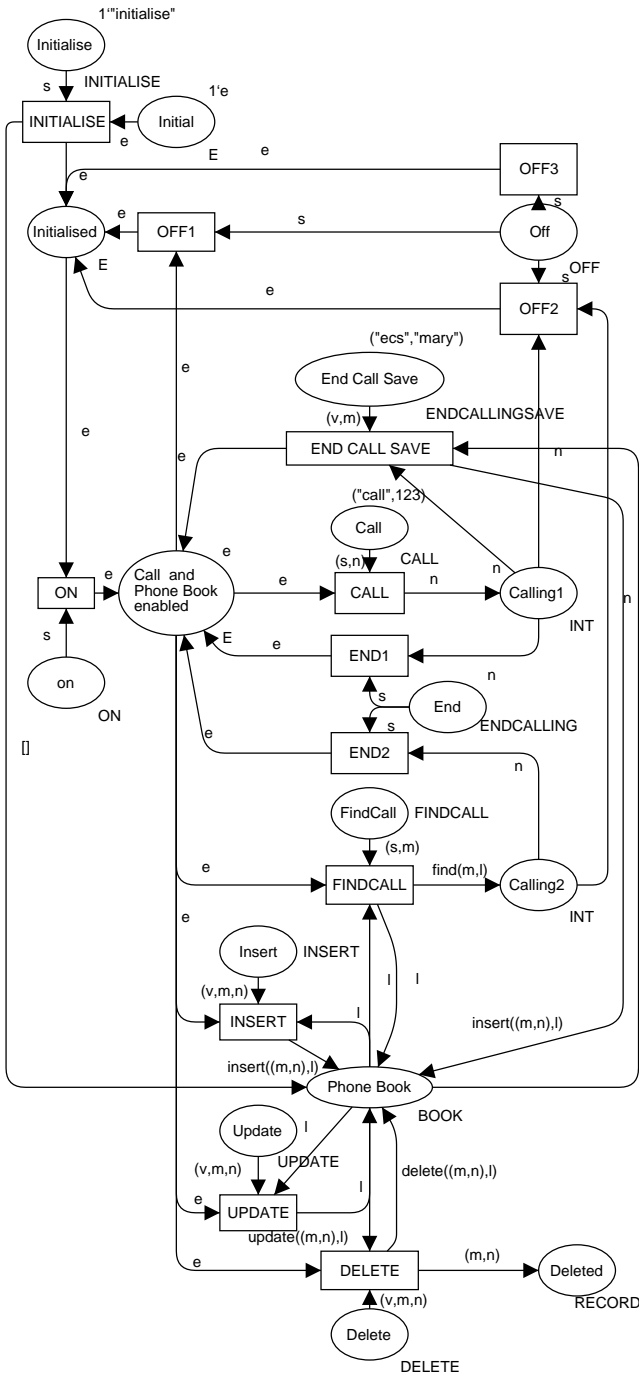 1'"initialise"
Initialise
s
INITIALISE
1'e
INITIALISE
Initial
e
E
e
e
OFF3
s
e
s
Initialised
OFF1
Off
E
OFF
s
e
OFF2
("ecs","mary")
e
End Call Save
ENDCALLINGSAVE
(v,m)
e
END CALL SAVE
n
e
("call",123)
Call
e
(s,n)
CALL
n
e
Call and
Phone Book
enabled
e
n
ON
CALL
Calling1
n
s
E
e
INT
END1
on
n
s
End
ON
ENDCALLING
s
e
END2
[]
n
FindCall
FINDCALL
(s,m)
e
find(m,l)
FINDCALL
Calling2
INT
e
Insert
INSERT
l
l
(v,m,n)
l
INSERT
insert((m,n),l)
insert((m,n),l)
Phone Book
BOOK
Update
l
UPDATE
(v,m,n)
delete((m,n),l)
l
e
UPDATE
update((m,n),l)
e
(m,n)
DELETE
Deleted
(v,m,n)
RECORD
Delete
DELETE